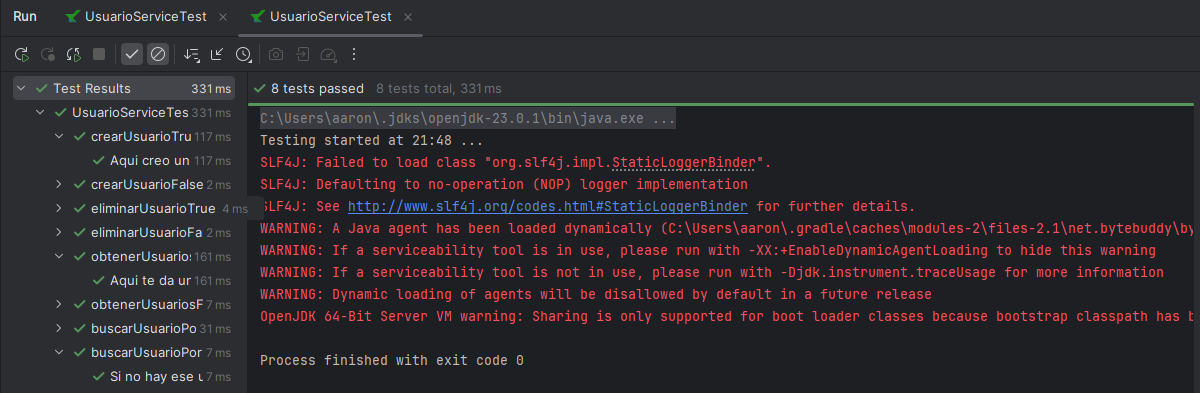 Run UsuarioServiceTest × UsuarioServiceTest ×
Test Results 331 ms
8 tests passed 8 tests total, 331 ms
UsuarioServiceTes 331 ms
crearUsuarioTru 117 ms
Aqui creo un 117 ms
crearUsuarioFalse 2 ms
eliminarUsuarioTrue 4 ms
eliminarUsuarioFa 2 ms
obtenerUsuarios 161 ms
Aqui te da ur 161 ms
obtenerUsuariosF 7 ms
buscarUsuarioPo 31 ms
buscarUsuarioPor 7 ms
Si no hay ese u 7 ms
C:\Users\aaron\.jdks\openjdk-23.0.1\bin\java.exe ...
Testing started at 21:48 ...
SLF4J: Failed to load class "org.slf4j.impl.StaticLoggerBinder".
SLF4J: Defaulting to no-operation (NOP) logger implementation
SLF4J: See http://www.slf4j.org/codes.html#StaticLoggerBinder for further details.
WARNING: A Java agent has been loaded dynamically (C:\Users\aaron\.gradle\caches\modules-2\files-2.1\net.bytebuddy\by
WARNING: If a serviceability tool is in use, please run with -XX:+EnableDynamicAgentLoading to hide this warning
WARNING: If a serviceability tool is not in use, please run with -Djdk.instrument.traceUsage for more information
WARNING: Dynamic loading of agents will be disallowed by default in a future release
OpenJDK 64-Bit Server VM warning: Sharing is only supported for boot loader classes because bootstrap classpath has b
Process finished with exit code 0